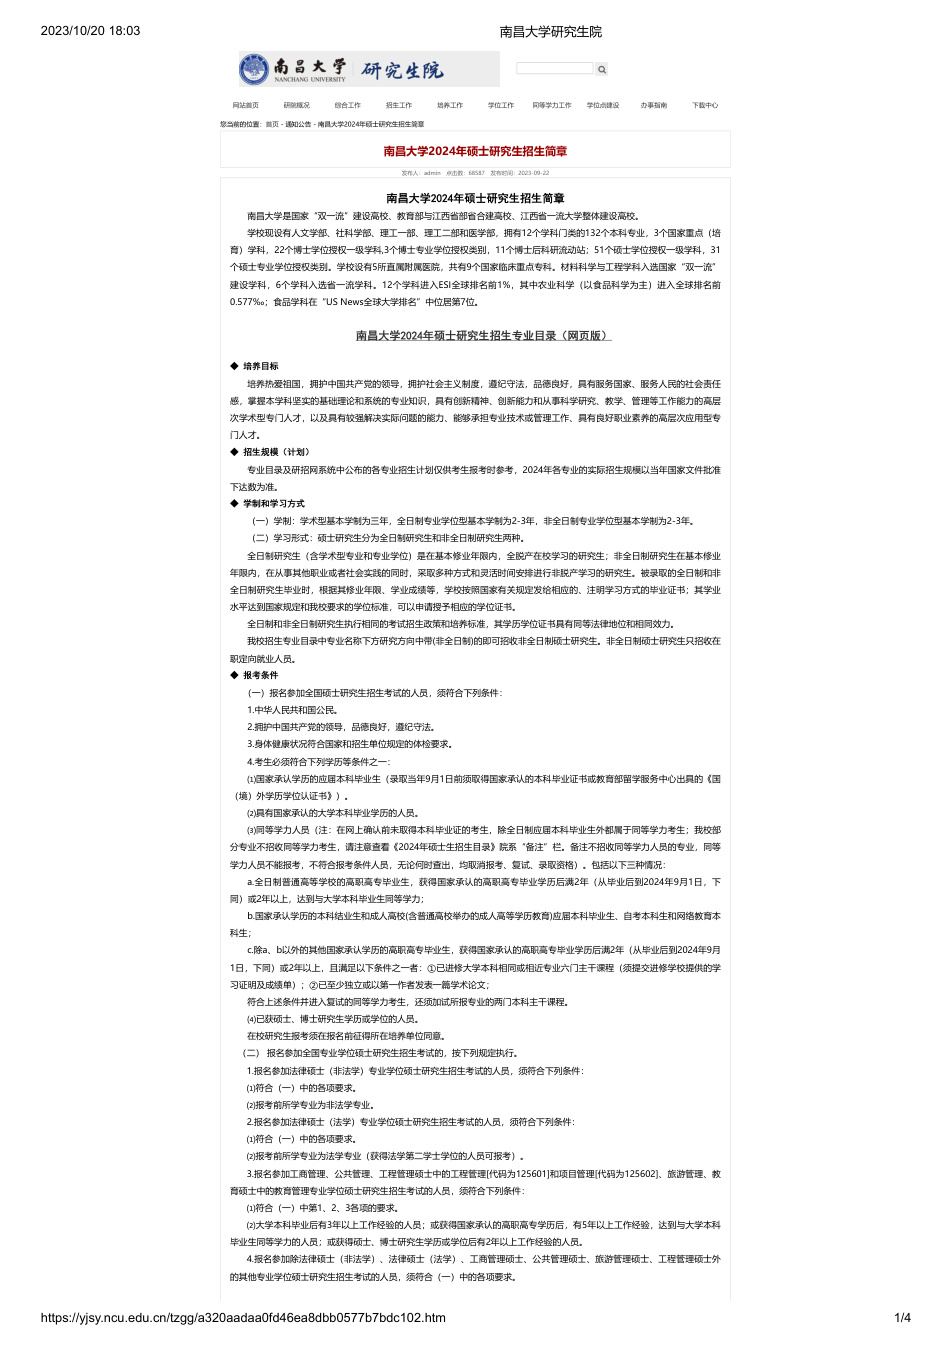 2023/10/20 18:03 南昌大学研究生院
南昌大学 研究生院
NANCHANG UNIVERSITY
网站首页 研院概况 综合工作 招生工作 培养工作 学位工作 同等学力工作 学位点建设 办事指南 下载中心
您当前的位置：首页 - 通知公告 - 南昌大学2024年硕士研究生招生简章
南昌大学2024年硕士研究生招生简章
发布人：admin 点击数：68587 发布时间：2023-09-22
南昌大学2024年硕士研究生招生简章
南昌大学是国家“双一流”建设高校、教育部与江西省部省合建高校、江西省一流大学整体建设高校。
学校现设有人文学部、社科学部、理工一部、理工二部和医学部，拥有12个学科门类的132个本科专业，3个国家重点（培
育）学科，22个博士学位授权一级学科,3个博士专业学位授权类别，11个博士后科研流动站；51个硕士学位授权一级学科，31
个硕士专业学位授权类别。学校设有5所直属附属医院，共有9个国家临床重点专科。材料科学与工程学科入选国家“双一流”
建设学科，6个学科入选省一流学科。12个学科进入ESI全球排名前1%，其中农业科学（以食品科学为主）进入全球排名前
0.577‰；食品学科在“US News全球大学排名”中位居第7位。
南昌大学2024年硕士研究生招生专业目录（网页版）
◆ 培养目标
培养热爱祖国，拥护中国共产党的领导，拥护社会主义制度，遵纪守法，品德良好，具有服务国家、服务人民的社会责任
感，掌握本学科坚实的基础理论和系统的专业知识，具有创新精神、创新能力和从事科学研究、教学、管理等工作能力的高层
次学术型专门人才，以及具有较强解决实际问题的能力、能够承担专业技术或管理工作、具有良好职业素养的高层次应用型专
门人才。
◆ 招生规模（计划）
专业目录及研招网系统中公布的各专业招生计划仅供考生报考时参考，2024年各专业的实际招生规模以当年国家文件批准
下达数为准。
◆ 学制和学习方式
（一）学制：学术型基本学制为三年，全日制专业学位型基本学制为2-3年，非全日制专业学位型基本学制为2-3年。
（二）学习形式：硕士研究生分为全日制研究生和非全日制研究生两种。
全日制研究生（含学术型专业和专业学位）是在基本修业年限内，全脱产在校学习的研究生；非全日制研究生在基本修业
年限内，在从事其他职业或者社会实践的同时，采取多种方式和灵活时间安排进行非脱产学习的研究生。被录取的全日制和非
全日制研究生毕业时，根据其修业年限、学业成绩等，学校按照国家有关规定发给相应的、注明学习方式的毕业证书；其学业
水平达到国家规定和我校要求的学位标准，可以申请授予相应的学位证书。
全日制和非全日制研究生执行相同的考试招生政策和培养标准，其学历学位证书具有同等法律地位和相同效力。
我校招生专业目录中专业名称下方研究方向中带(非全日制)的即可招收非全日制硕士研究生。非全日制硕士研究生只招收在
职定向就业人员。
◆ 报考条件
（一）报名参加全国硕士研究生招生考试的人员，须符合下列条件：
1.中华人民共和国公民。
2.拥护中国共产党的领导，品德良好，遵纪守法。
3.身体健康状况符合国家和招生单位规定的体检要求。
4.考生必须符合下列学历等条件之一：
⑴国家承认学历的应届本科毕业生（录取当年9月1日前须取得国家承认的本科毕业证书或教育部留学服务中心出具的《国
（境）外学历学位认证书》）。
⑵具有国家承认的大学本科毕业学历的人员。
⑶同等学力人员（注：在网上确认前未取得本科毕业证的考生，除全日制应届本科毕业生外都属于同等学力考生；我校部
分专业不招收同等学力考生，请注意查看《2024年硕士生招生目录》院系“备注”栏。备注不招收同等学力人员的专业，同等
学力人员不能报考，不符合报考条件人员，无论何时查出，均取消报考、复试、录取资格）。包括以下三种情况：
a.全日制普通高等学校的高职高专毕业生，获得国家承认的高职高专毕业学历后满2年（从毕业后到2024年9月1日，下
同）或2年以上，达到与大学本科毕业生同等学力；
b.国家承认学历的本科结业生和成人高校(含普通高校举办的成人高等学历教育)应届本科毕业生、自考本科生和网络教育本
科生；
c.除a、b以外的其他国家承认学历的高职高专毕业生，获得国家承认的高职高专毕业学历后满2年（从毕业后到2024年9月
1日，下同）或2年以上，且满足以下条件之一者：①已进修大学本科相同或相近专业六门主干课程（须提交进修学校提供的学
习证明及成绩单）；②已至少独立或以第一作者发表一篇学术论文；
符合上述条件并进入复试的同等学力考生，还须加试所报专业的两门本科主干课程。
⑷已获硕士、博士研究生学历或学位的人员。
在校研究生报考须在报名前征得所在培养单位同意。
（二） 报名参加全国专业学位硕士研究生招生考试的，按下列规定执行。
1.报名参加法律硕士（非法学）专业学位硕士研究生招生考试的人员，须符合下列条件：
⑴符合（一）中的各项要求。
⑵报考前所学专业为非法学专业。
2.报名参加法律硕士（法学）专业学位硕士研究生招生考试的人员，须符合下列条件：
⑴符合（一）中的各项要求。
⑵报考前所学专业为法学专业（获得法学第二学士学位的人员可报考）。
3.报名参加工商管理、公共管理、工程管理硕士中的工程管理[代码为125601]和项目管理[代码为125602]、旅游管理、教
育硕士中的教育管理专业学位硕士研究生招生考试的人员，须符合下列条件：
⑴符合（一）中第1、2、3各项的要求。
⑵大学本科毕业后有3年以上工作经验的人员；或获得国家承认的高职高专学历后，有5年以上工作经验，达到与大学本科
毕业生同等学力的人员；或获得硕士、博士研究生学历或学位后有2年以上工作经验的人员。
4.报名参加除法律硕士（非法学）、法律硕士（法学）、工商管理硕士、公共管理硕士、旅游管理硕士、工程管理硕士外
的其他专业学位硕士研究生招生考试的人员，须符合（一）中的各项要求。
https://yjsy.ncu.edu.cn/tzgg/a320aadaa0fd46ea8dbb0577b7bdc102.htm 1/4